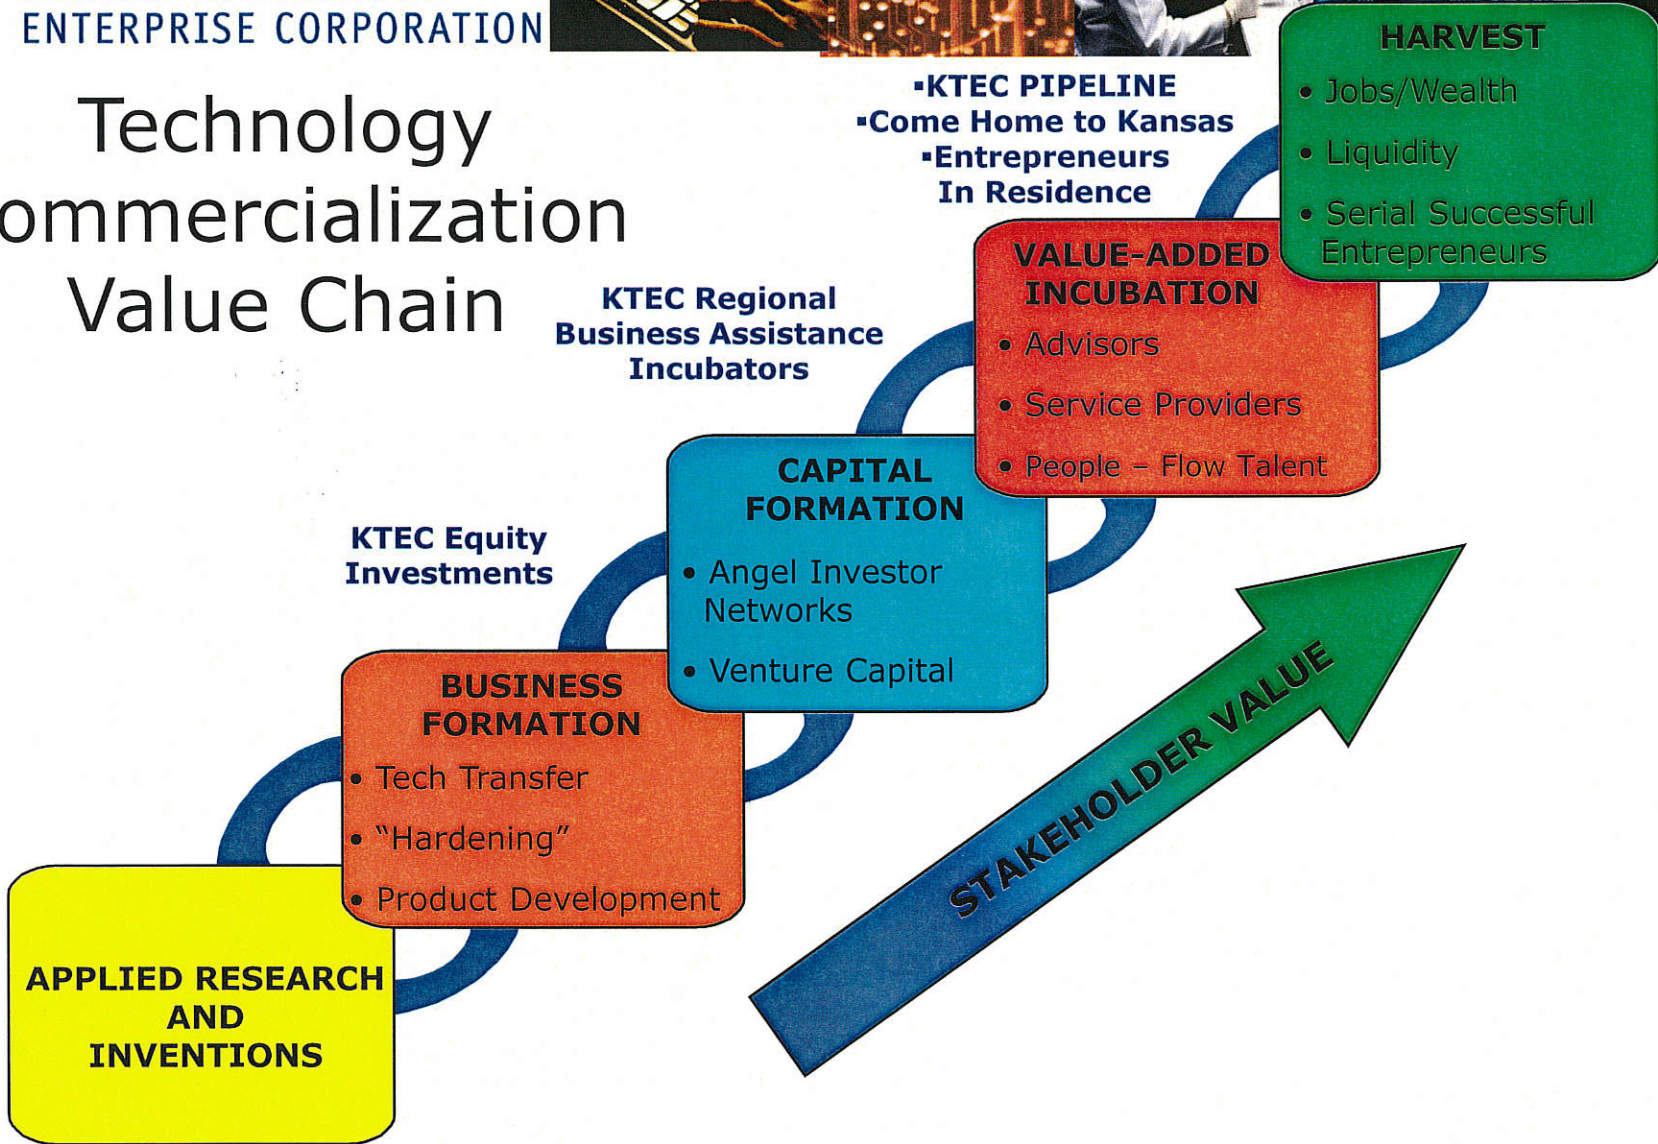 ENTERPRISE CORPORATION
Technology
ommercialization
Value Chain
▪KTEC PIPELINE
▪Come Home to Kansas
▪Entrepreneurs
In Residence
HARVEST
• Jobs/Wealth
• Liquidity
• Serial Successful
Entrepreneurs
KTEC Regional
Business Assistance
Incubators
VALUE-ADDED
INCUBATION
• Advisors
• Service Providers
• People – Flow Talent
KTEC Equity
Investments
CAPITAL
FORMATION
• Angel Investor
Networks
• Venture Capital
BUSINESS
FORMATION
• Tech Transfer
• “Hardening”
• Product Development
APPLIED RESEARCH
AND
INVENTIONS
STAKEHOLDER VALUE